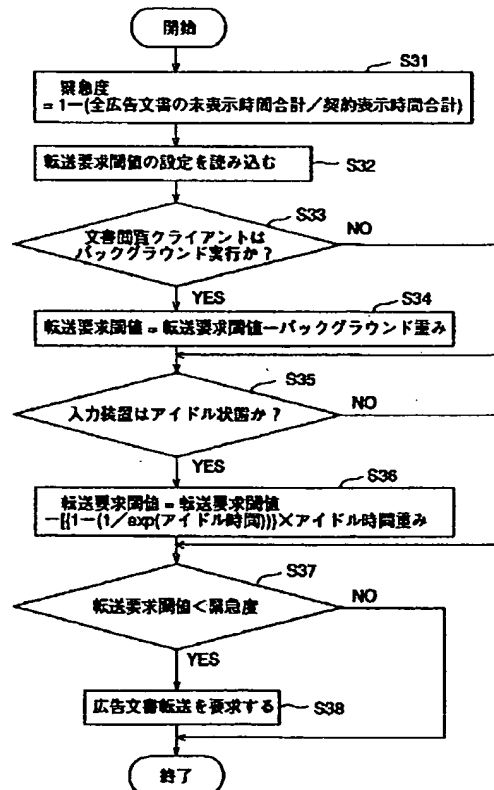 開始
S31
緊急度
=1ー(全広告文書の未表示時間合計/契約表示時間合計)
転送要求閾値の設定を読み込む
S32
S33
文書閲覧クライアントは
バックグラウンド実行か?
NO
YES
S34
転送要求閾値=転送要求閾値ーバックグラウンド重み
S35
入力装置はアイドル状態か?
NO
YES
S36
転送要求閾値=転送要求閾値
ー[{1ー(1/exp(アイドル時間))}×アイドル時間重み
S37
転送要求閾値<緊急度
NO
YES
広告文書転送を要求する
S38
終了